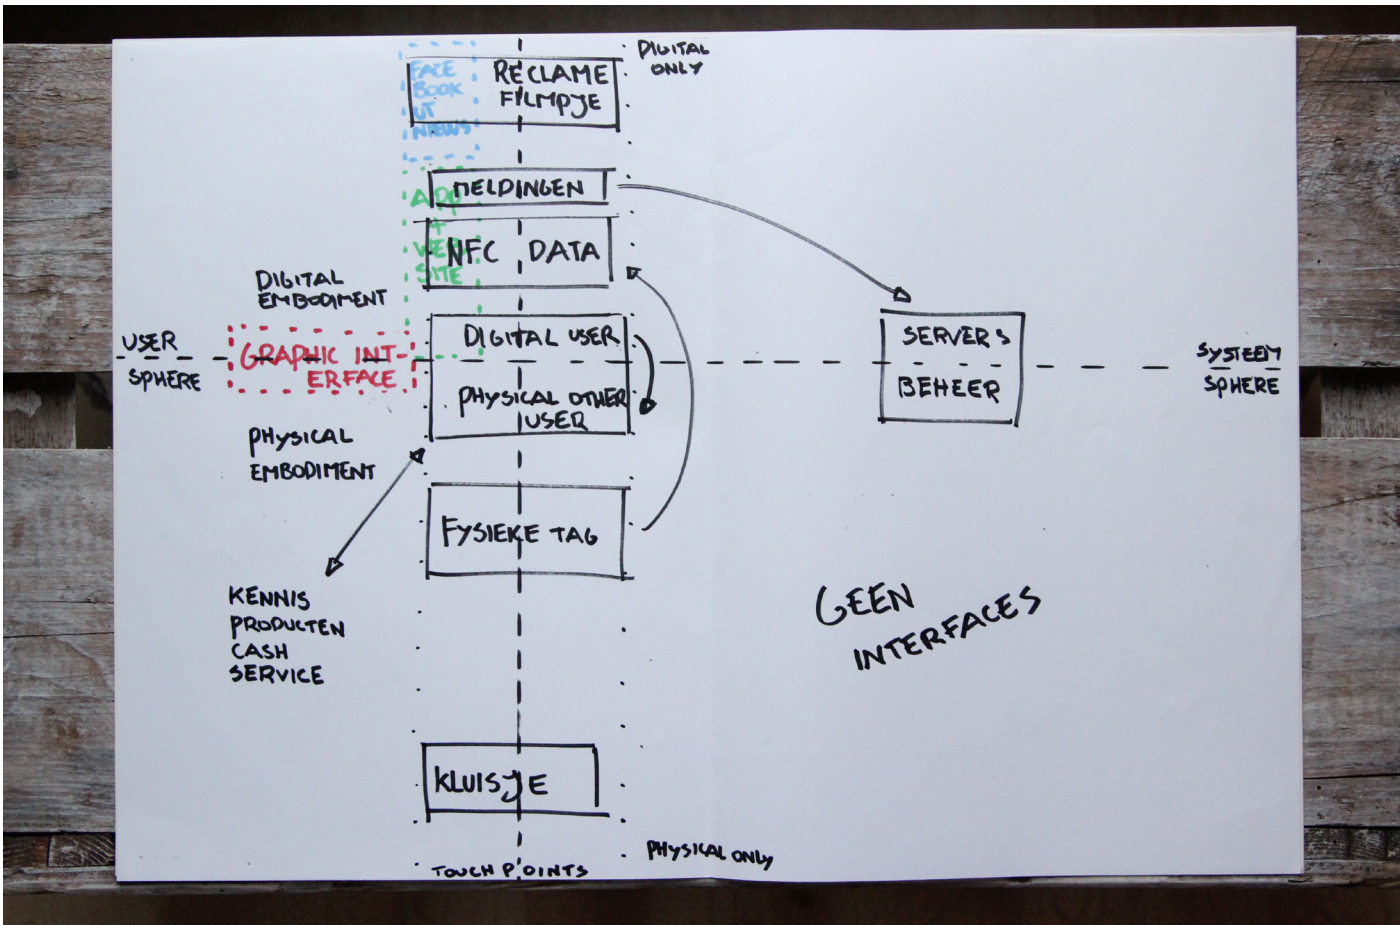 DIGITAL
ONLY
FACE
BOOK
UT
NIEWS
RECLAME
FILMPJE
MELDINGEN
APP
+
WEB
SITE
NFC DATA
DIGITAL
EMBODIMENT
USER
SPHERE
GRAPHIC INT-
ERFACE
DIGITAL USER
PHYSICAL OTHER
USER
SERVERS
BEHEER
SYSTEEM
SPHERE
PHYSICAL
EMBODIMENT
FYSIEKE TAG
KENNIS
PRODUCTEN
CASH
SERVICE
GEEN
INTERFACES
KLUISJE
PHYSICAL ONLY
TOUCH POINTS